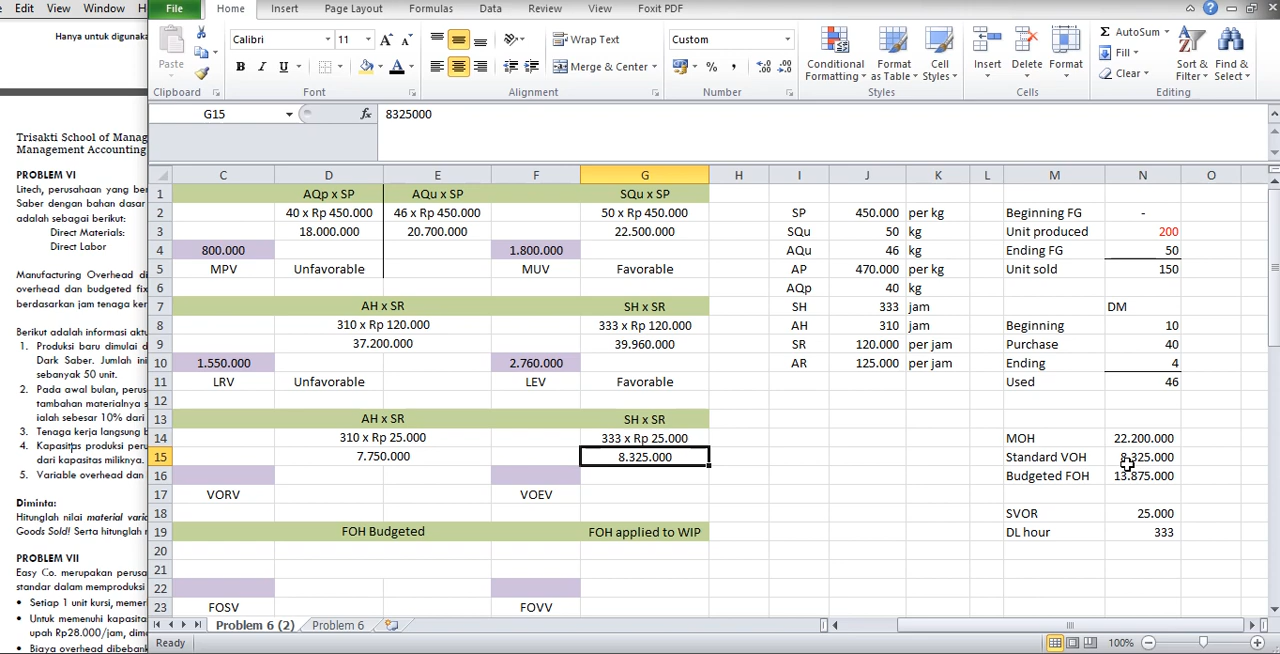 Edit View Window H
File Home Insert Page Layout Formulas Data Review View Foxit PDF
Hanya untuk digunaka
Paste
Calibri 11 A A
B I U A
Wrap Text
Merge & Center
Custom
% ,
Conditional Formatting
Format as Table
Cell Styles
Insert
Delete
Format
AutoSum
Fill
Clear
Sort & Filter
Find & Select
Clipboard Font Alignment Number Styles Cells Editing
G15 fx 8325000
Trisakti School of Manag
Management Accounting
PROBLEM VI
Litech, perusahaan yang ber
Saber dengan bahan dasar
adalah sebagai berikut:
Direct Materials:
Direct Labor
Manufacturing Overhead di
overhead dan budgeted fix
berdasarkan jam tenaga ker
Berikut adalah informasi aktu
1. Produksi baru dimulai d
Dark Saber. Jumlah ini
sebanyak 50 unit.
2. Pada awal bulan, perus
tambahan materialnya s
ialah sebesar 10% dari
3. Tenaga kerja langsung b
4. Kapasitas produksi peru
dari kapasitas miliknya.
5. Variable overhead dan
Diminta:
Hitunglah nilai material varia
Goods Sold! Serta hitunglah r
PROBLEM VII
Easy Co. merupakan perusa
standar dalam memproduksi
• Setiap 1 unit kursi, memer
• Untuk memenuhi kapasita
upah Rp28.000/jam, dima
• Biaya overhead dibebank
C D E F G H I J K L M N O
1 AQp x SP AQu x SP SQu x SP
2 40 x Rp 450.000 46 x Rp 450.000 50 x Rp 450.000 SP 450.000 per kg Beginning FG -
3 18.000.000 20.700.000 22.500.000 SQu 50 kg Unit produced 200
4 800.000 1.800.000 AQu 46 kg Ending FG 50
5 MPV Unfavorable MUV Favorable AP 470.000 per kg Unit sold 150
6 AQp 40 kg
7 AH x SR SH x SR SH 333 jam DM
8 310 x Rp 120.000 333 x Rp 120.000 AH 310 jam Beginning 10
9 37.200.000 39.960.000 SR 120.000 per jam Purchase 40
10 1.550.000 2.760.000 AR 125.000 per jam Ending 4
11 LRV Unfavorable LEV Favorable Used 46
12
13 AH x SR SH x SR
14 310 x Rp 25.000 333 x Rp 25.000 MOH 22.200.000
15 7.750.000 8.325.000 Standard VOH 8.325.000
16 Budgeted FOH 13.875.000
17 VORV VOEV
18 SVOR 25.000
19 FOH Budgeted FOH applied to WIP DL hour 333
20
21
22
23 FOSV FOVV
Problem 6 (2) Problem 6
Ready 100%